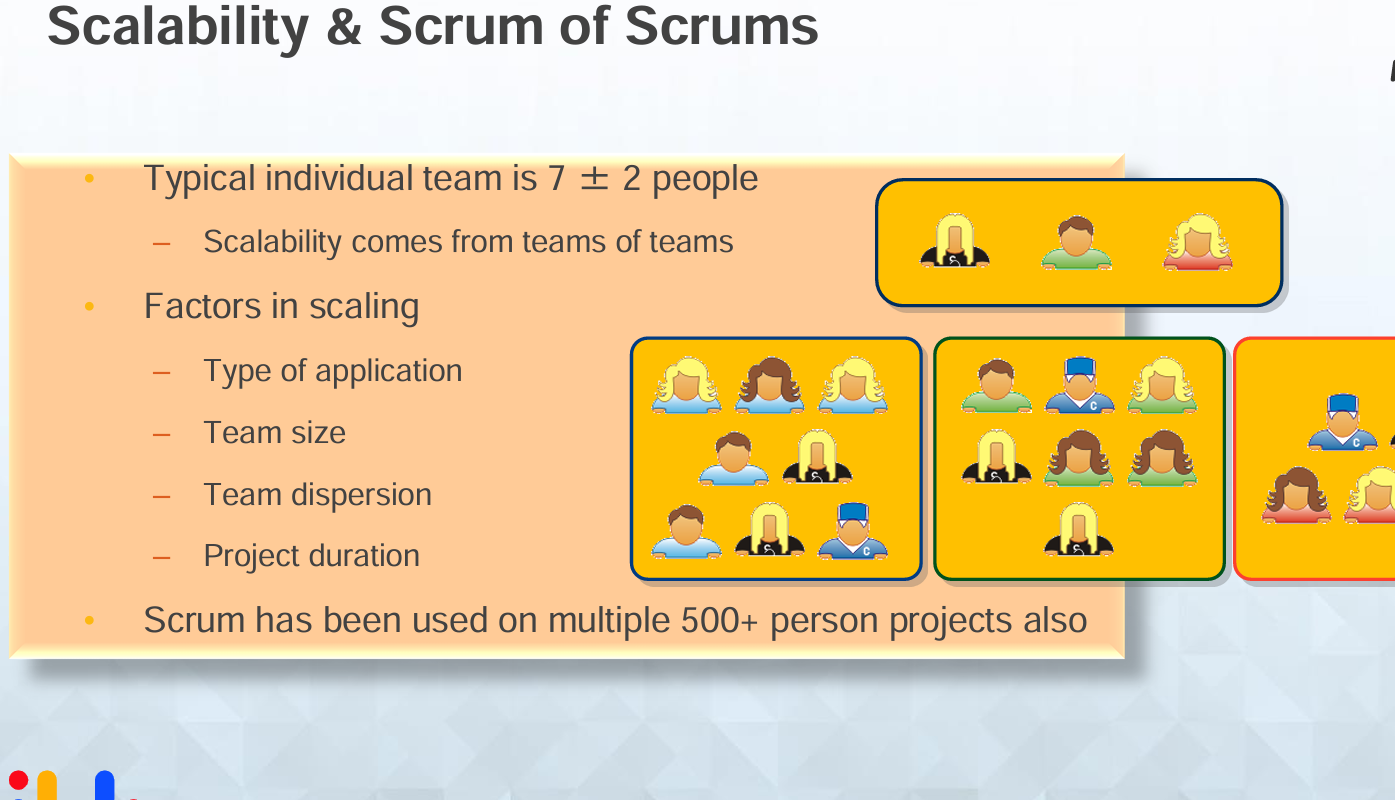 Scalability & Scrum of Scrums
• Typical individual team is 7 ± 2 people
– Scalability comes from teams of teams
• Factors in scaling
– Type of application
– Team size
– Team dispersion
– Project duration
• Scrum has been used on multiple 500+ person projects also